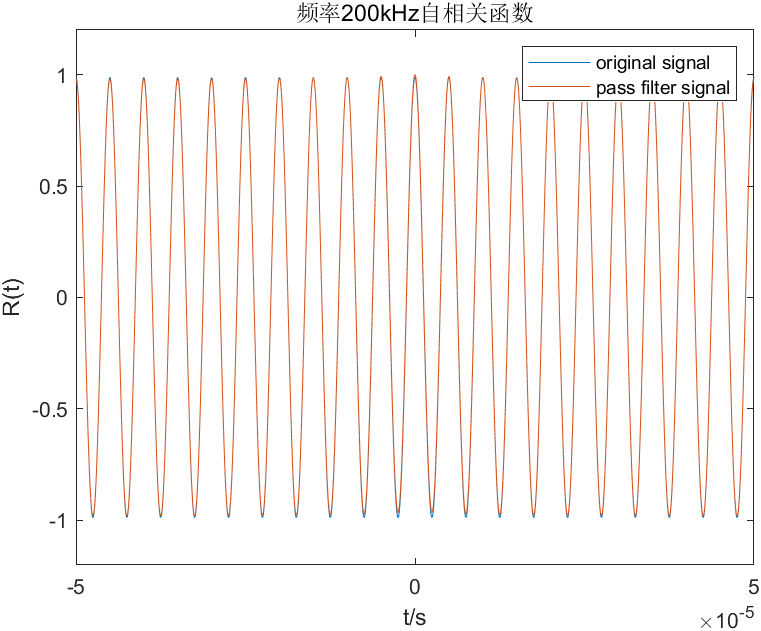 频率200kHz自相关函数
original signal
pass filter signal
1
0.5
0
-0.5
-1
R(t)
-5
0
5
t/s
×10-5